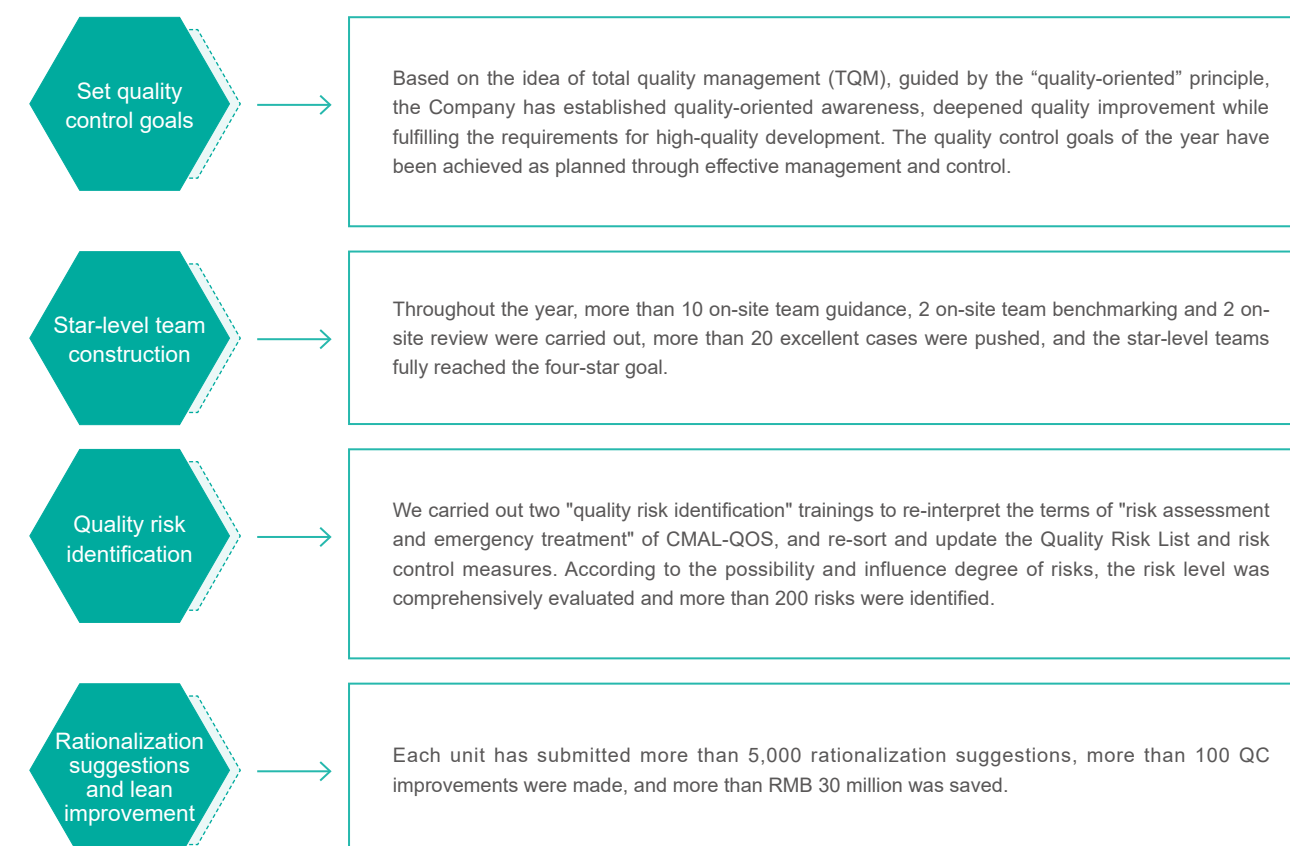 Set quality
control goals
Based on the idea of total quality management (TQM), guided by the “quality-oriented” principle,
the Company has established quality-oriented awareness, deepened quality improvement while
fulfilling the requirements for high-quality development. The quality control goals of the year have
been achieved as planned through effective management and control.
Star-level team
construction
Throughout the year, more than 10 on-site team guidance, 2 on-site team benchmarking and 2 on-
site review were carried out, more than 20 excellent cases were pushed, and the star-level teams
fully reached the four-star goal.
Quality risk
identification
We carried out two "quality risk identification" trainings to re-interpret the terms of "risk assessment
and emergency treatment" of CMAL-QOS, and re-sort and update the Quality Risk List and risk
control measures. According to the possibility and influence degree of risks, the risk level was
comprehensively evaluated and more than 200 risks were identified.
Rationalization
suggestions
and lean
improvement
Each unit has submitted more than 5,000 rationalization suggestions, more than 100 QC
improvements were made, and more than RMB 30 million was saved.